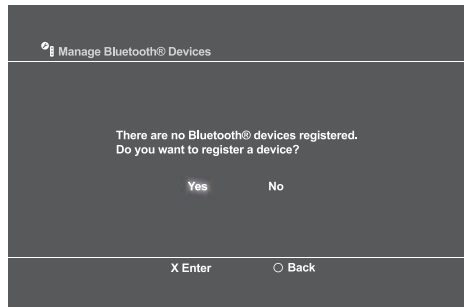 Manage Bluetooth® Devices
There are no Bluetooth® devices registered.
Do you want to register a device?
Yes No
X Enter ○ Back